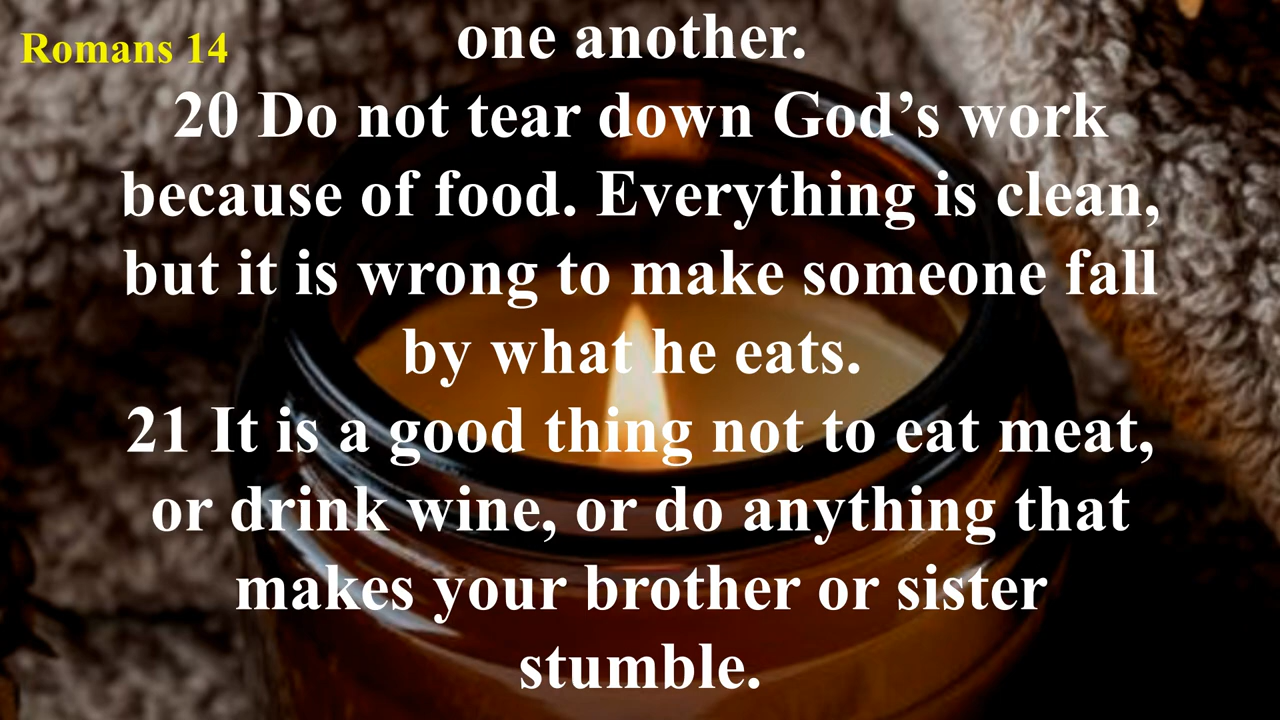 Romans 14
one another.
20 Do not tear down God’s work
because of food. Everything is clean,
but it is wrong to make someone fall
by what he eats.
21 It is a good thing not to eat meat,
or drink wine, or do anything that
makes your brother or sister
stumble.